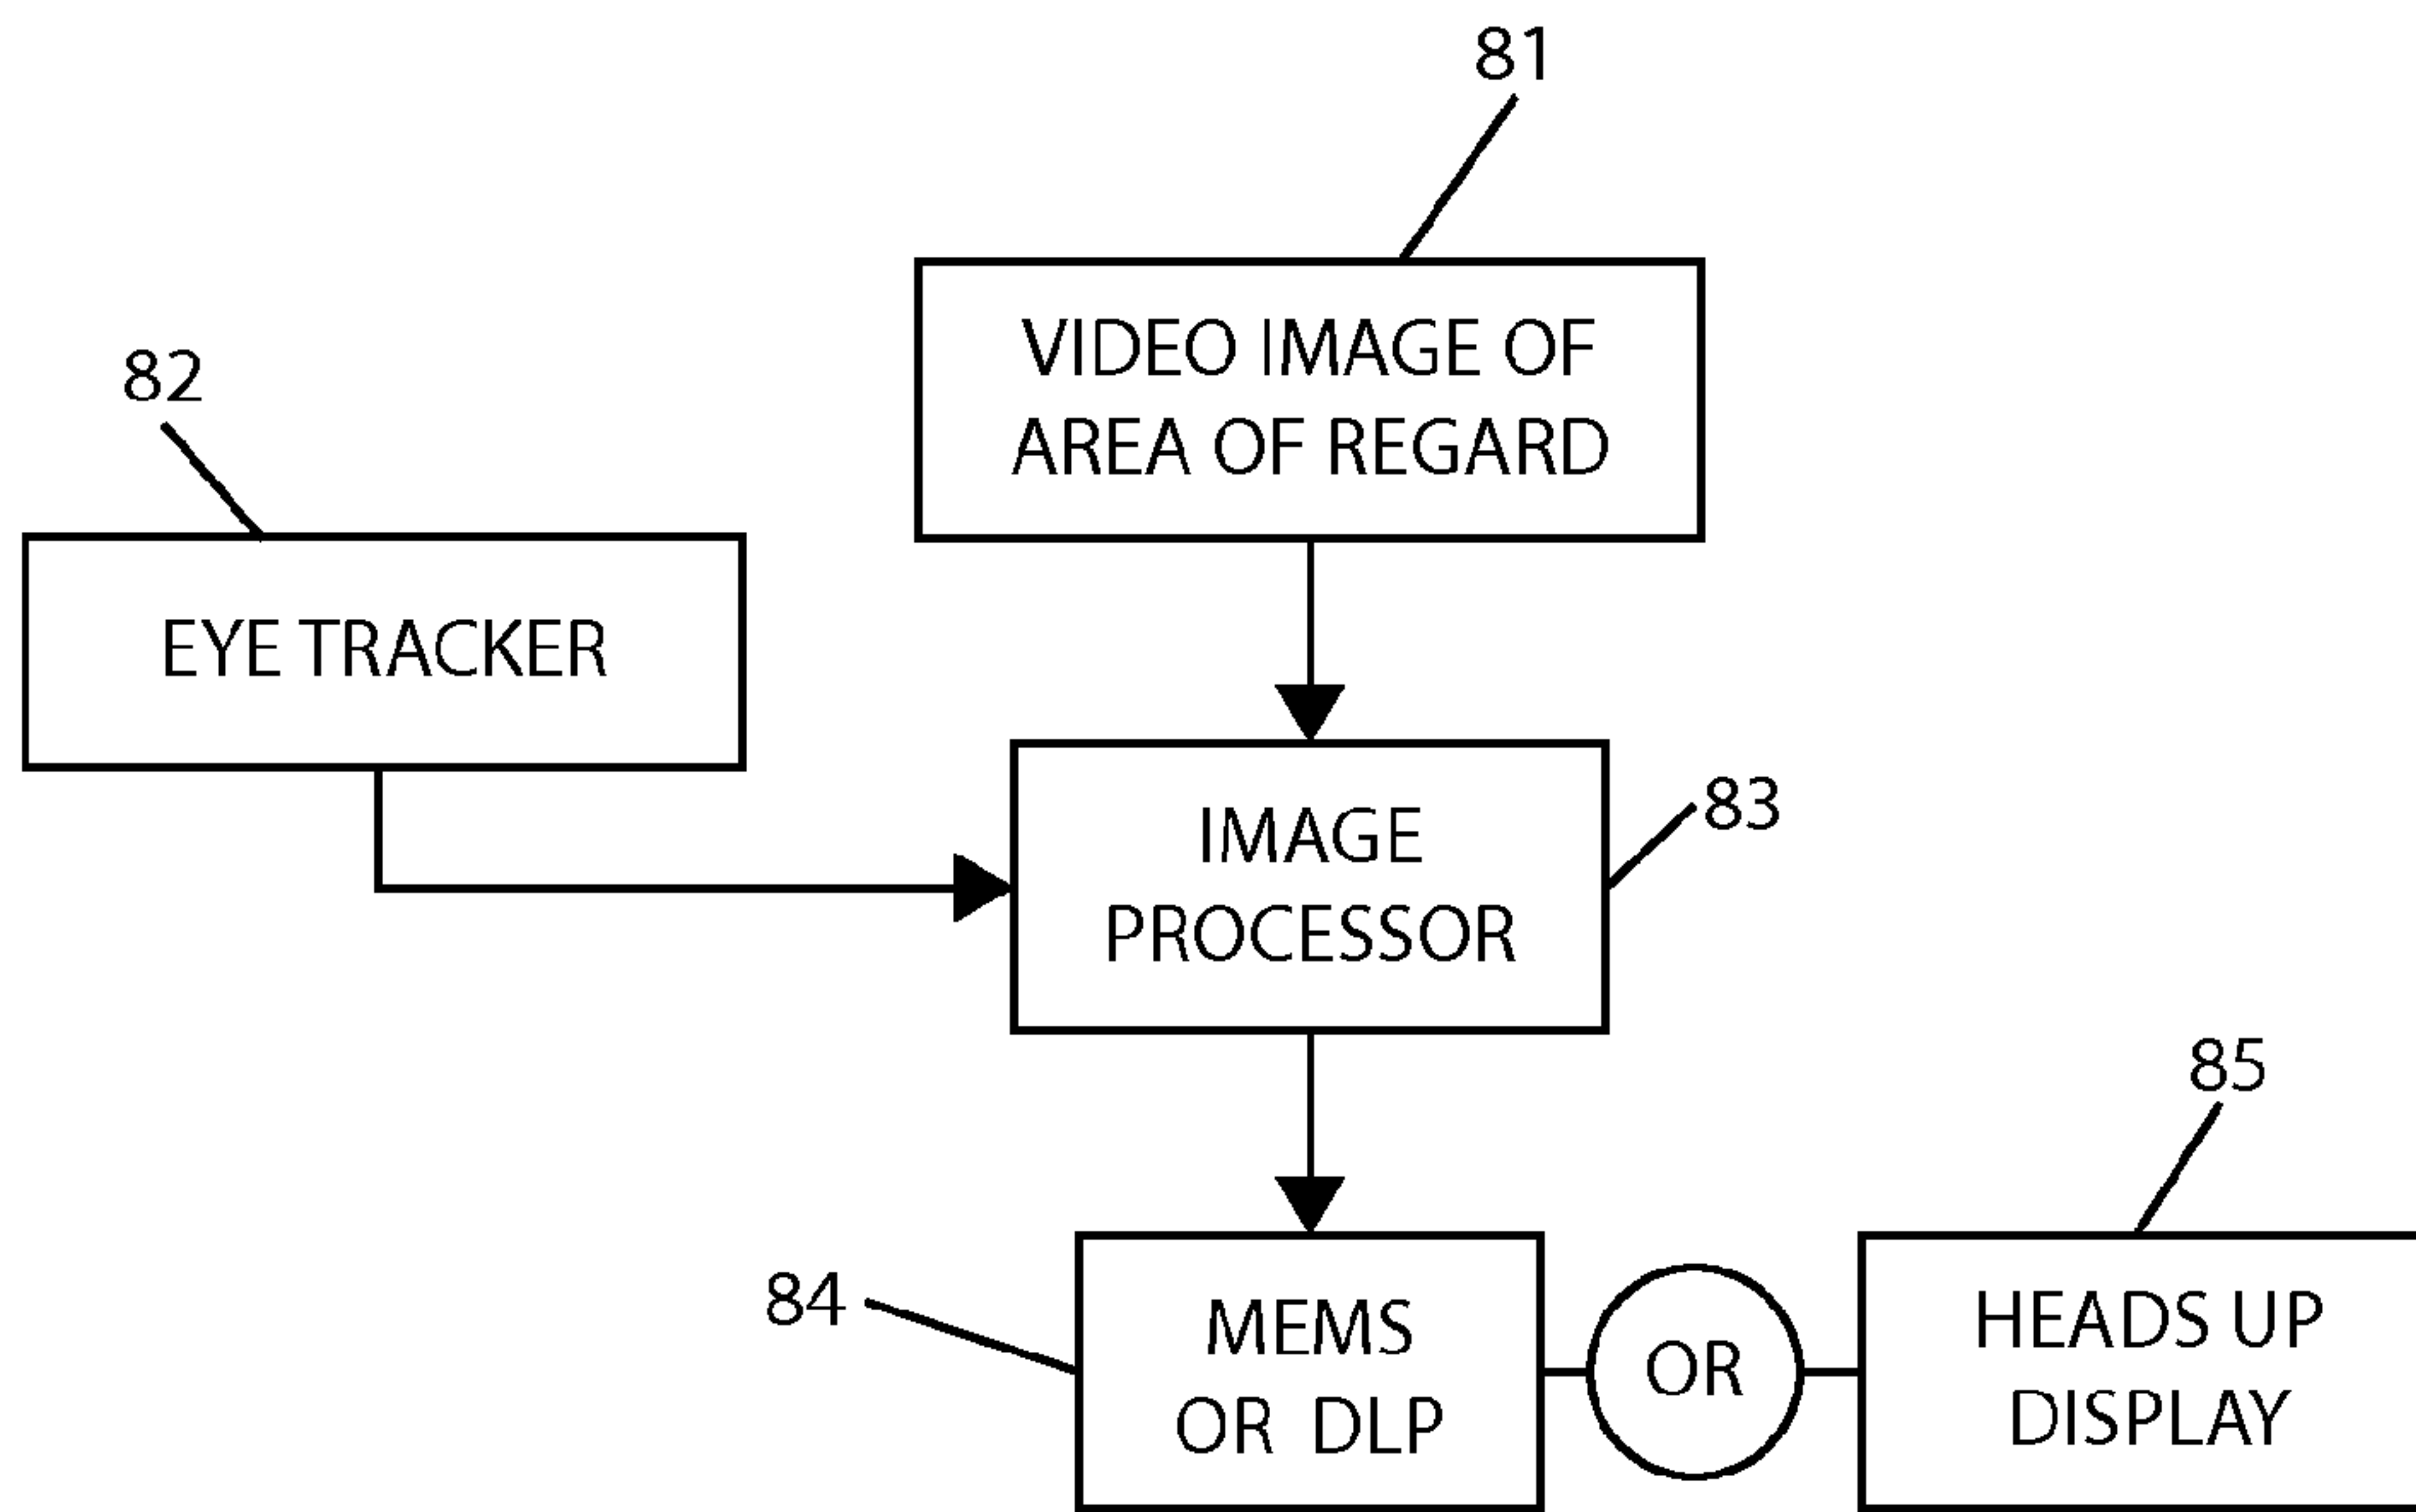 81
VIDEO IMAGE OF
AREA OF REGARD
82
EYE TRACKER
IMAGE
PROCESSOR
83
84
MEMS
OR DLP
OR
85
HEADS UP
DISPLAY